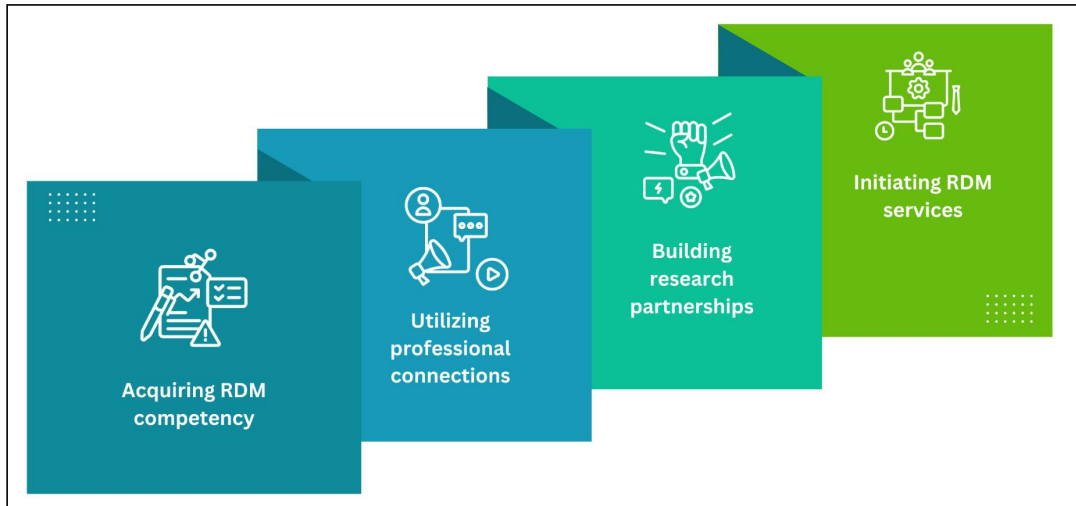 Acquiring RDM
competency
Utilizing
professional
connections
Building
research
partnerships
Initiating RDM
services